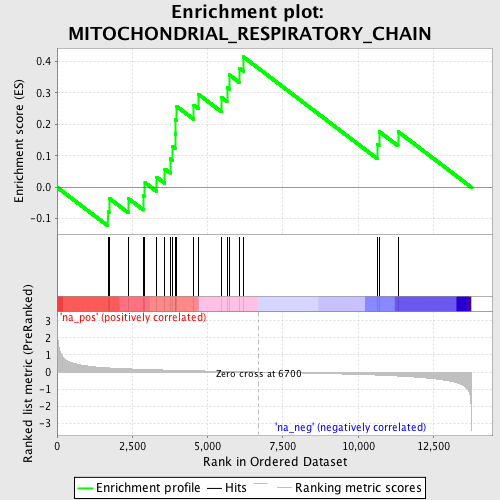 Enrichment plot:
MITOCHONDRIAL_RESPIRATORY_CHAIN
Enrichment score (ES)
0.4
0.3
0.2
0.1
0.0
-0.1
'na_pos' (positively correlated)
Ranked list metric (PreRanked)
3
2
1
0
-1
-2
-3
Zero cross at 6700
'na_neg' (negatively correlated)
0
2,500
5,000
7,500
10,000
12,500
Rank in Ordered Dataset
Enrichment profile
Hits
Ranking metric scores